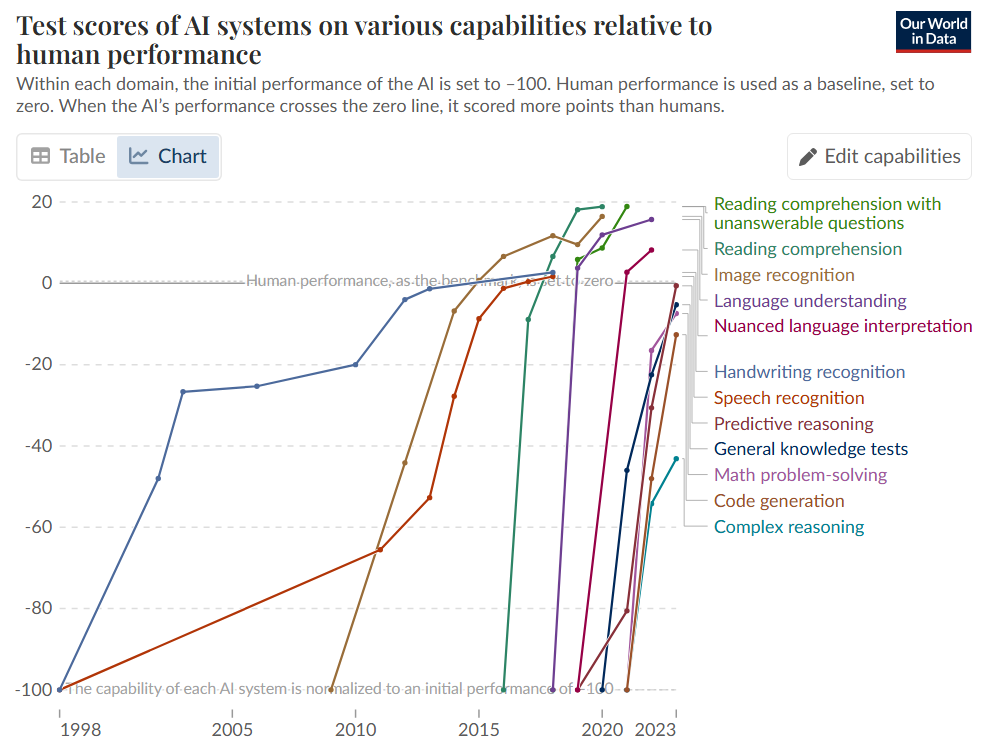 Test scores of AI systems on various capabilities relative to
human performance
Our World
in Data
Within each domain, the initial performance of the AI is set to −100. Human performance is used as a baseline, set to
zero. When the AI's performance crosses the zero line, it scored more points than humans.
Table
Chart
Edit capabilities
20
0
-20
-40
-60
-80
-100
Human performance, as the benchmark, is set to zero
The capability of each AI system is normalized to an initial performance of -100
1998
2005
2010
2015
2020
2023
Reading comprehension with
unanswerable questions
Reading comprehension
Image recognition
Language understanding
Nuanced language interpretation
Handwriting recognition
Speech recognition
Predictive reasoning
General knowledge tests
Math problem-solving
Code generation
Complex reasoning